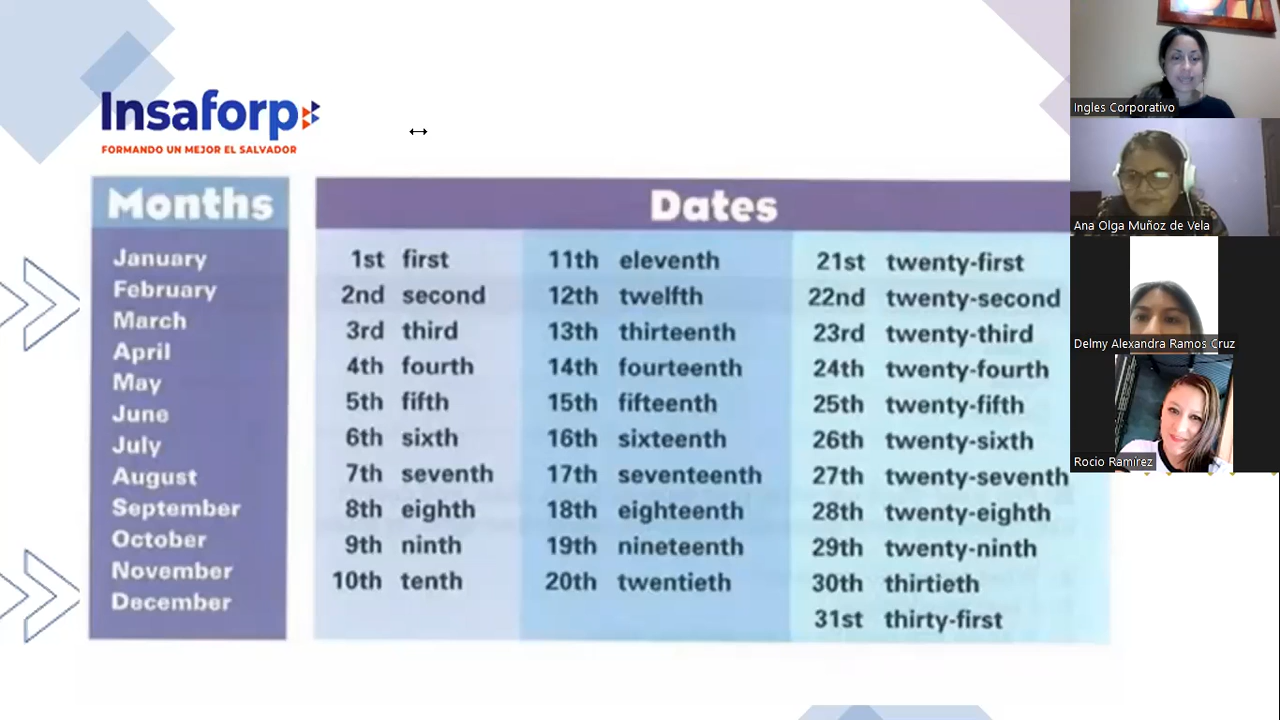 Insaforp
FORMANDO UN MEJOR EL SALVADOR
Months
January
February
March
April
May
June
July
August
September
October
November
December
Dates
1st first
2nd second
3rd third
4th fourth
5th fifth
6th sixth
7th seventh
8th eighth
9th ninth
10th tenth
11th eleventh
12th twelfth
13th thirteenth
14th fourteenth
15th fifteenth
16th sixteenth
17th seventeenth
18th eighteenth
19th nineteenth
20th twentieth
21st twenty-first
22nd twenty-second
23rd twenty-third
24th twenty-fourth
25th twenty-fifth
26th twenty-sixth
27th twenty-seventh
28th twenty-eighth
29th twenty-ninth
30th thirtieth
31st thirty-first
Ingles Corporativo
Ana Olga Muñoz de Vela
Delmy Alexandra Ramos Cruz
Rocio Ramirez